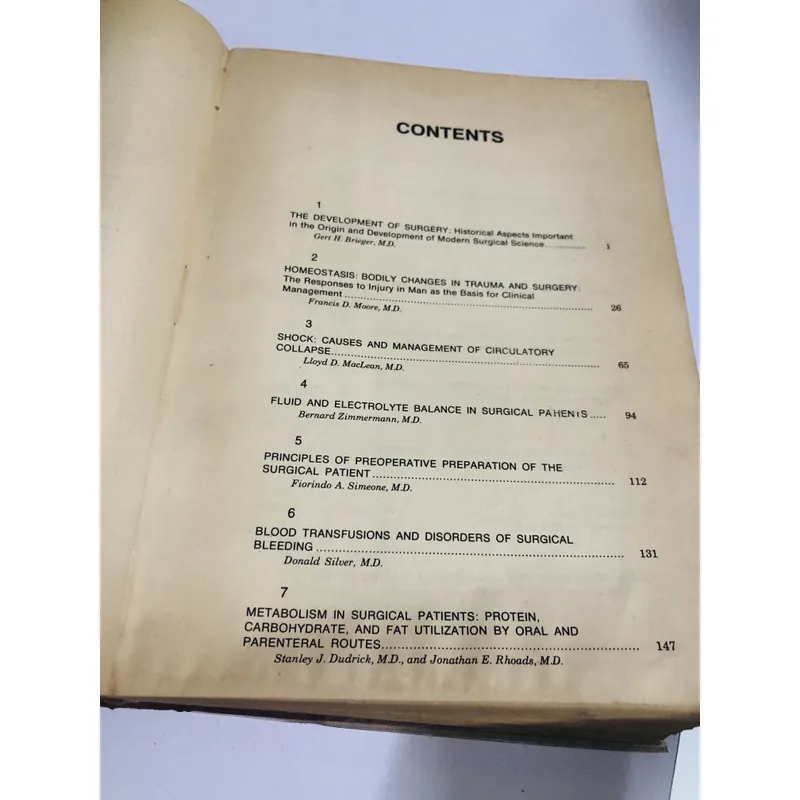 CONTENTS
1
THE DEVELOPMENT OF SURGERY: Historical Aspects Important
in the Origin and Development of Modern Surgical Science.............. 1
Gert H. Brieger, M.D.
2
HOMEOSTASIS: BODILY CHANGES IN TRAUMA AND SURGERY:
The Responses to Injury in Man as the Basis for Clinical
Management .......................................................................... 26
Francis D. Moore, M.D.
3
SHOCK: CAUSES AND MANAGEMENT OF CIRCULATORY
COLLAPSE.............................................................................. 65
Lloyd D. MacLean, M.D.
4
FLUID AND ELECTROLYTE BALANCE IN SURGICAL PAHENTS ..... 94
Bernard Zimmermann, M.D.
5
PRINCIPLES OF PREOPERATIVE PREPARATION OF THE
SURGICAL PATIENT .................................................................. 112
Fiorindo A. Simeone, M.D.
6
BLOOD TRANSFUSIONS AND DISORDERS OF SURGICAL
BLEEDING .............................................................................. 131
Donald Silver, M.D.
7
METABOLISM IN SURGICAL PATIENTS: PROTEIN,
CARBOHYDRATE, AND FAT UTILIZATION BY ORAL AND
PARENTERAL ROUTES............................................................ 147
Stanley J. Dudrick, M.D., and Jonathan E. Rhoads, M.D.